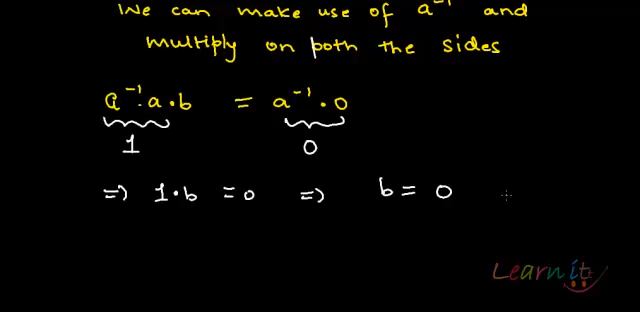 We can make use of a⁻¹ and
multiply on both the sides
a⁻¹·a·b = a⁻¹·0
1 0
=> 1·b = 0 => b = 0
Learnit